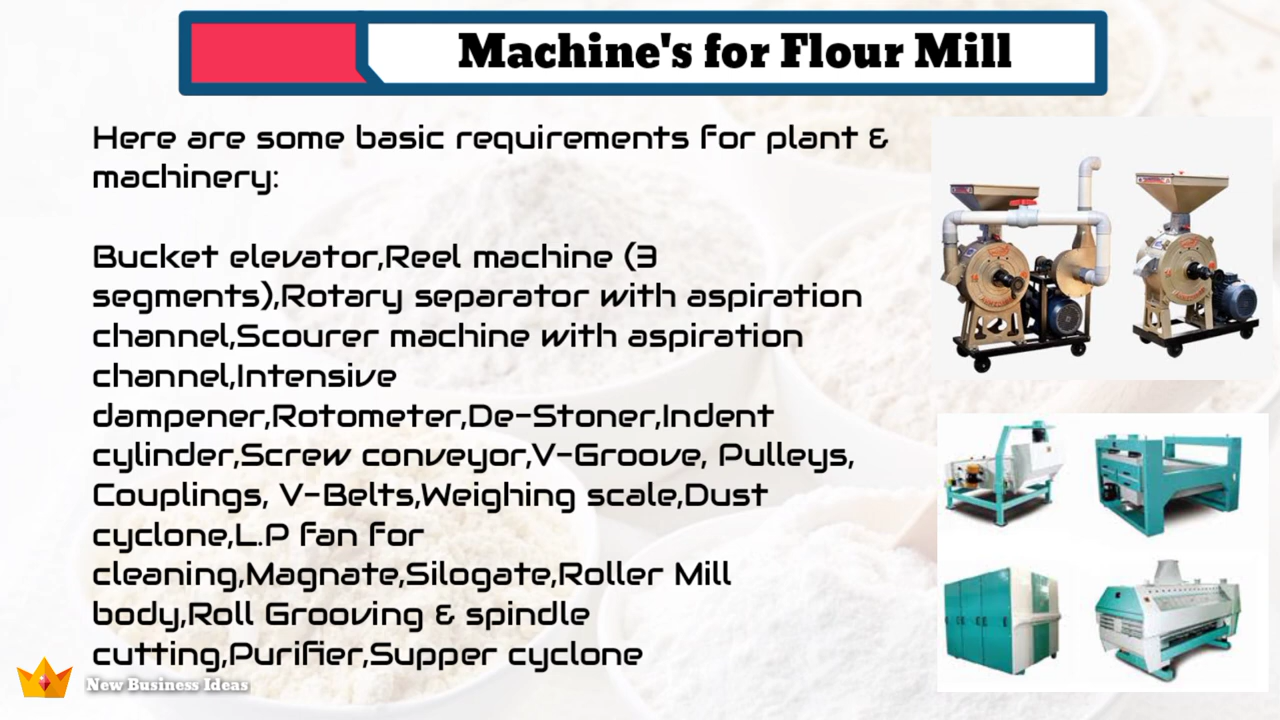 Machine's for Flour Mill
Here are some basic requirements for plant &
machinery:
Bucket elevator,Reel machine (3
segments),Rotary separator with aspiration
channel,Scourer machine with aspiration
channel,Intensive
dampener,Rotometer,De-Stoner,Indent
cylinder,Screw conveyor,V-Groove, Pulleys,
Couplings, V-Belts,Weighing scale,Dust
cyclone,L.P fan for
cleaning,Magnate,Silogate,Roller Mill
body,Roll Grooving & spindle
cutting,Purifier,Supper cyclone
New Business Ideas